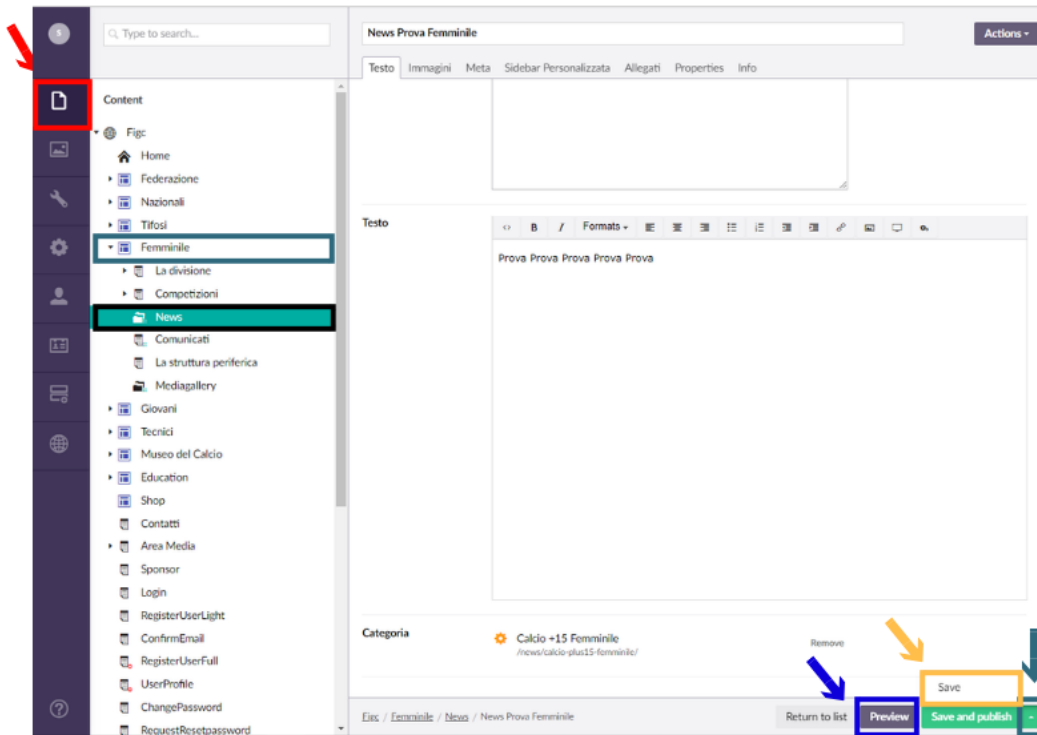 S
Type to search...
News Prova Femminile
Actions
Testo Immagini Meta Sidebar Personalizzata Allegati Properties Info
Content
Figc
Home
Federazione
Nazionali
Tifosi
Femminile
La divisione
Competizioni
News
Comunicati
La struttura periferica
Mediagallery
Giovani
Tecnici
Museo del Calcio
Education
Shop
Contatti
Area Media
Sponsor
Login
RegisterUserLight
ConfirmEmail
RegisterUserFull
UserProfile
ChangePassword
RequestResetpassword
Testo
B I Formats
Prova Prova Prova Prova Prova
Categoria
Calcio +15 Femminile
/news/calcio-plus15-femminile/
Remove
Save
Figc / Femminile / News / News Prova Femminile
Return to list Preview Save and publish